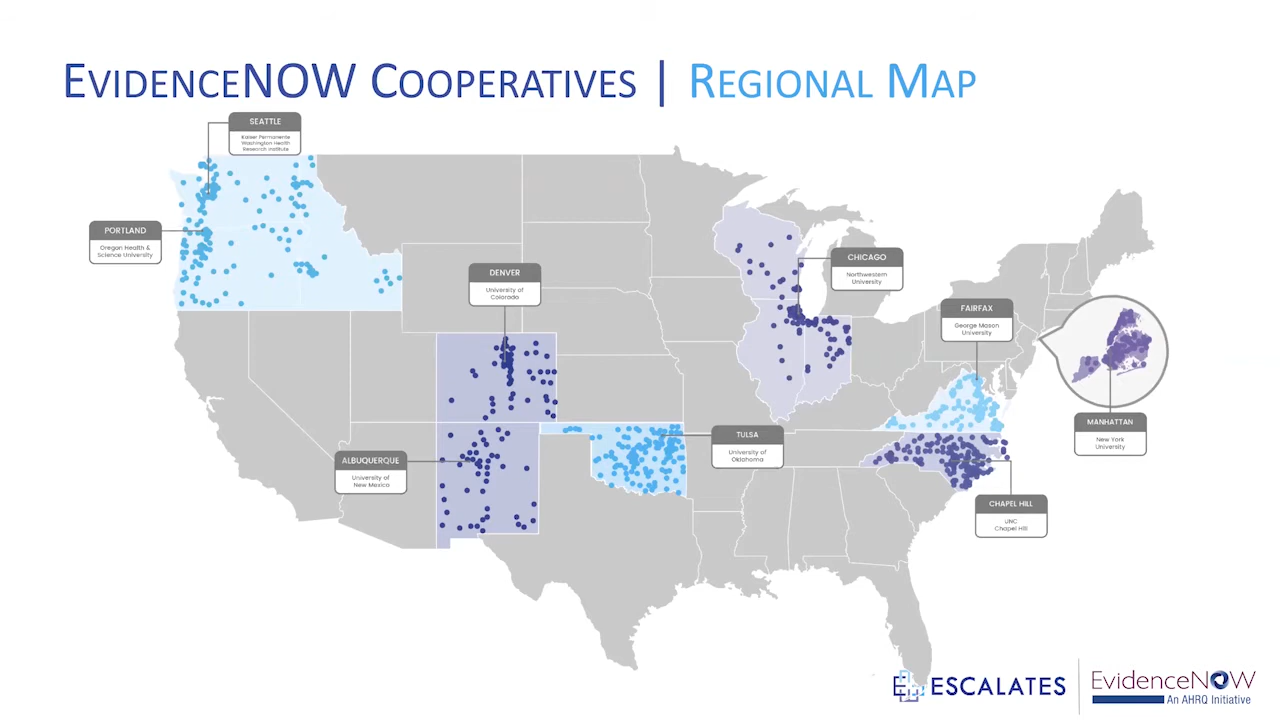 EVIDENCENOW COOPERATIVES | REGIONAL MAP
SEATTLE
Kaiser Permanente
Washington Health
Research Institute
PORTLAND
Oregon Health &
Science University
DENVER
University of
Colorado
CHICAGO
Northwestern
University
FAIRFAX
George Mason
University
MANHATTAN
New York
University
TULSA
University of
Oklahoma
ALBUQUERQUE
University of
New Mexico
CHAPEL HILL
UNC
Chapel Hill
ESCALATES
EvidenceNOW
An AHRQ Initiative